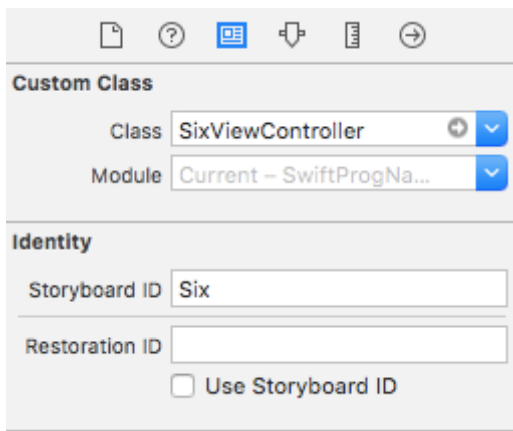 Custom Class
Class SixViewController
Module Current – SwiftProgNa...
Identity
Storyboard ID Six
Restoration ID
Use Storyboard ID